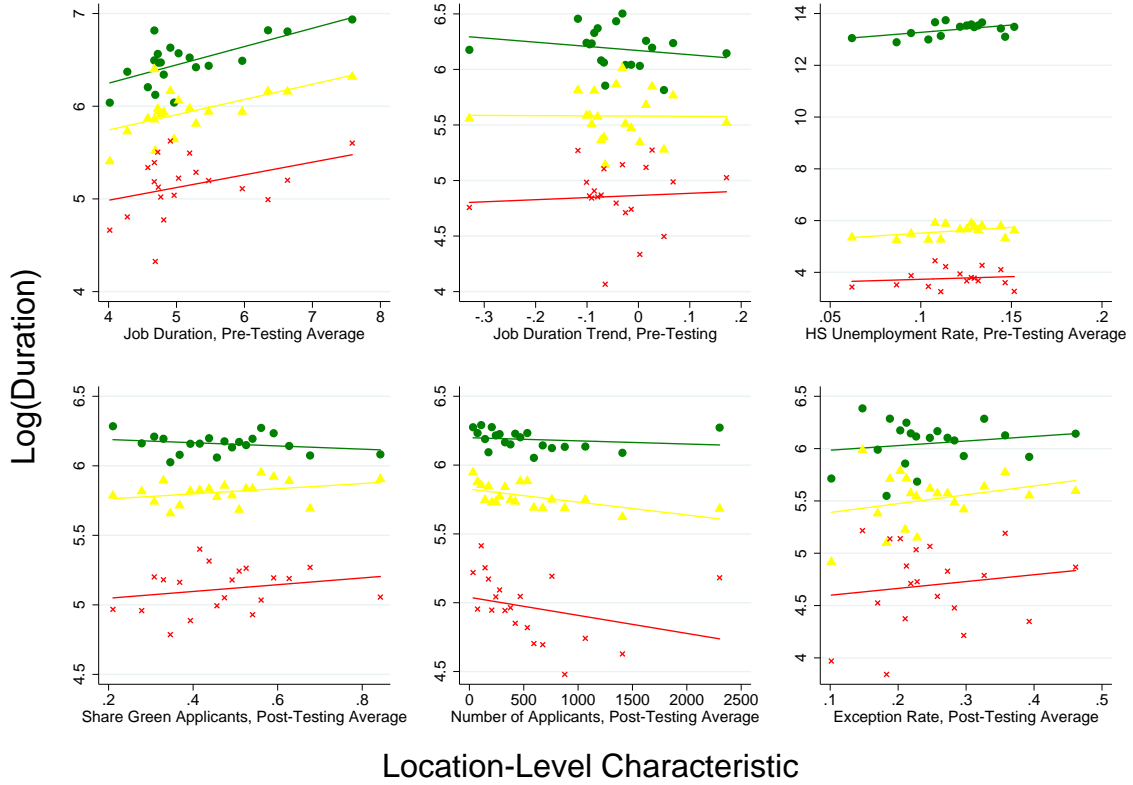 Log(Duration)
4 5 6 7
4 5 6 7 8
Job Duration, Pre-Testing Average
4 4.5 5 5.5 6 6.5
-.3 -.2 -.1 0 .1 .2
Job Duration Trend, Pre-Testing
4 6 8 10 12 14
.05 .1 .15 .2
HS Unemployment Rate, Pre-Testing Average
4.5 5 5.5 6 6.5
.2 .4 .6 .8
Share Green Applicants, Post-Testing Average
4.5 5 5.5 6 6.5
0 500 1000 1500 2000 2500
Number of Applicants, Post-Testing Average
4 4.5 5 5.5 6 6.5
.1 .2 .3 .4 .5
Exception Rate, Post-Testing Average
Location-Level Characteristic